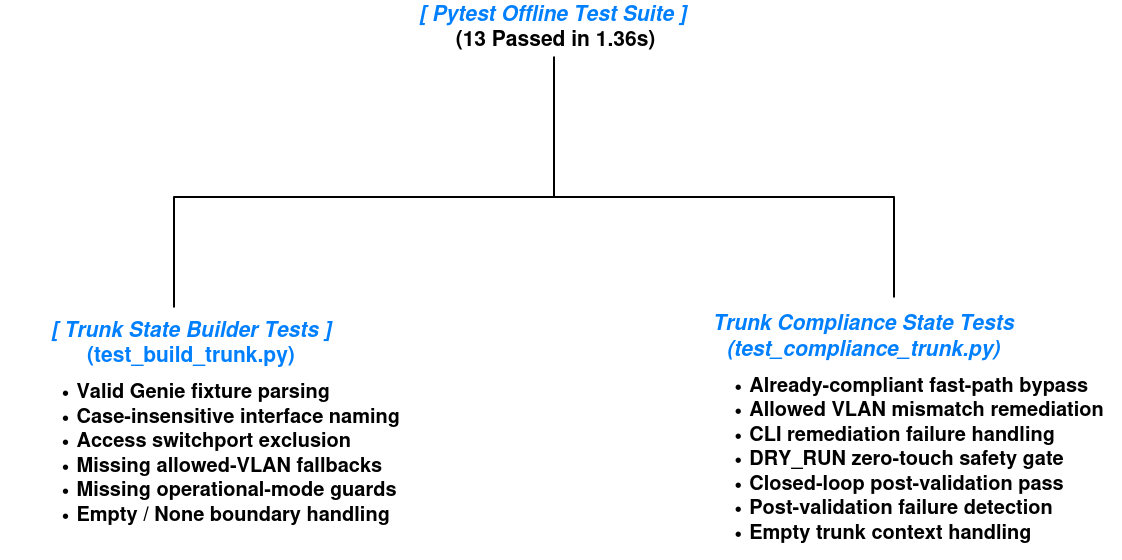 [ Pytest Offline Test Suite ]
(13 Passed in 1.36s)
[ Trunk State Builder Tests ]
(test_build_trunk.py)
• Valid Genie fixture parsing
• Case-insensitive interface naming
• Access switchport exclusion
• Missing allowed-VLAN fallbacks
• Missing operational-mode guards
• Empty / None boundary handling
Trunk Compliance State Tests
(test_compliance_trunk.py)
• Already-compliant fast-path bypass
• Allowed VLAN mismatch remediation
• CLI remediation failure handling
• DRY_RUN zero-touch safety gate
• Closed-loop post-validation pass
• Post-validation failure detection
• Empty trunk context handling